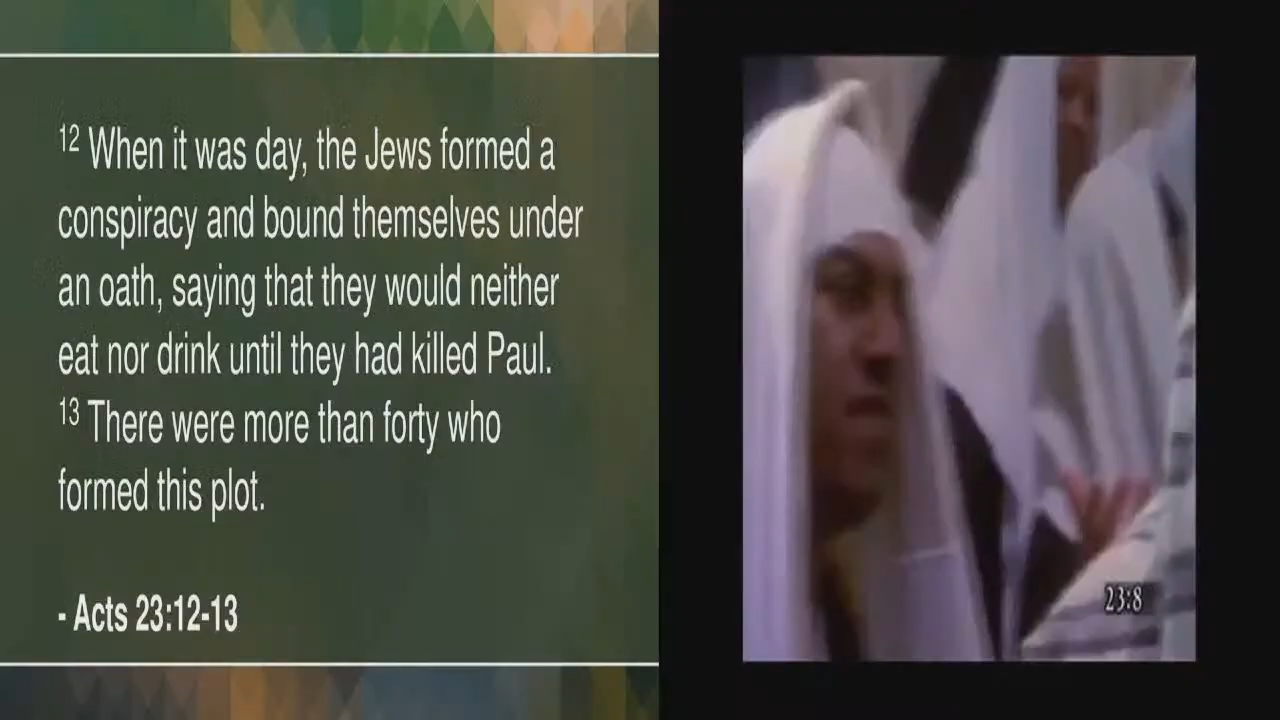 12 When it was day, the Jews formed a
conspiracy and bound themselves under
an oath, saying that they would neither
eat nor drink until they had killed Paul.
13 There were more than forty who
formed this plot.
- Acts 23:12-13
23:8